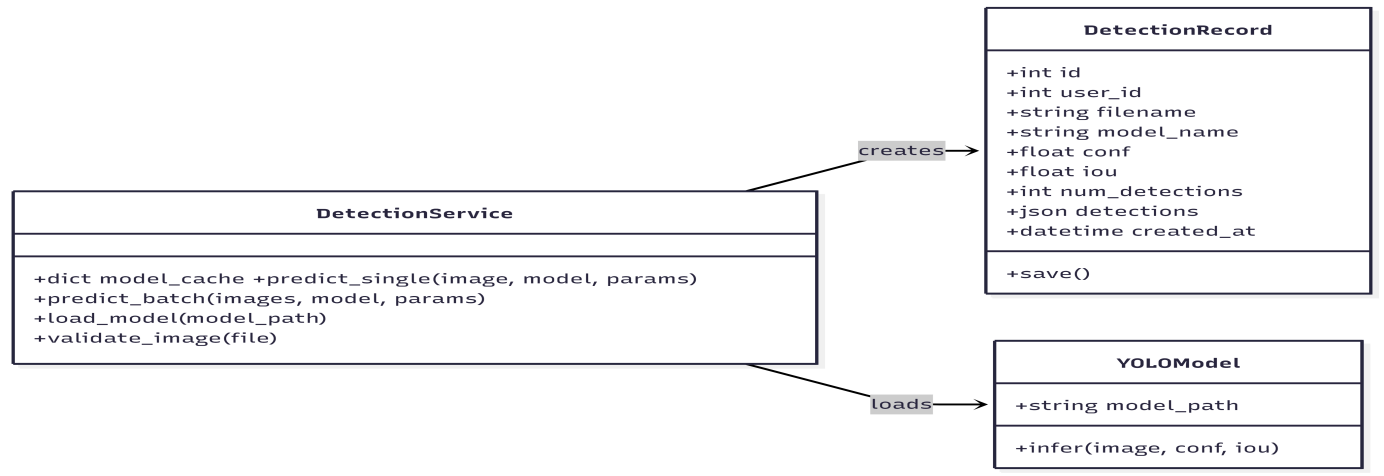 DetectionRecord
+int id
+int user_id
+string filename
+string model_name
+float conf
+float iou
+int num_detections
+json detections
+datetime created_at
+save()
creates
DetectionService
+dict model_cache +predict_single(image, model, params)
+predict_batch(images, model, params)
+load_model(model_path)
+validate_image(file)
loads
YOLOModel
+string model_path
+infer(image, conf, iou)